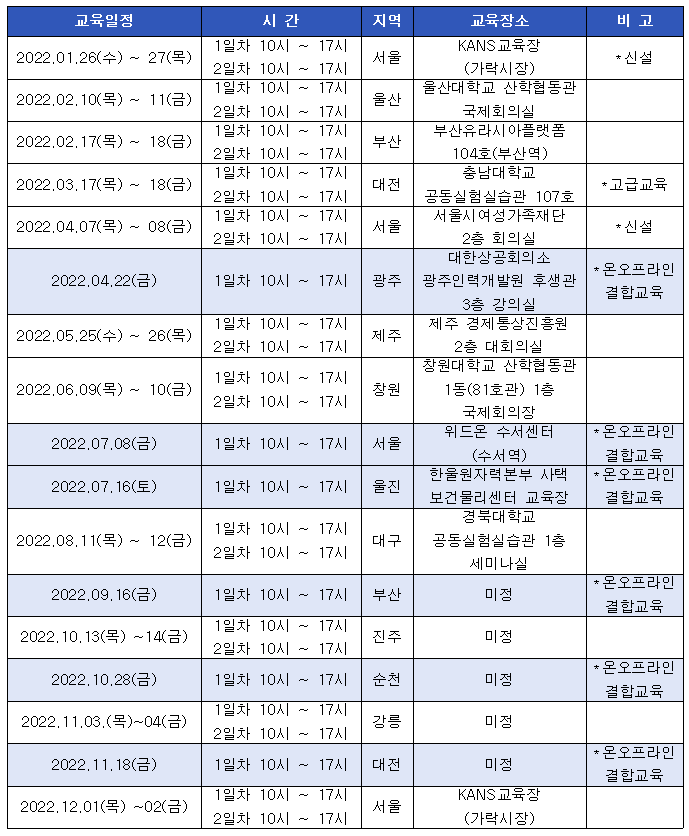 교육일정 시 간 지역 교육장소 비 고
2022.01.26(수) ~ 27(목) 1일차 10시 ~ 17시 서울 KANS교육장 *신설
2일차 10시 ~ 17시 (가락시장)
2022.02.10(목) ~ 11(금) 1일차 10시 ~ 17시 울산 울산대학교 산학협동관
2일차 10시 ~ 17시 국제회의실
2022.02.17(목) ~ 18(금) 1일차 10시 ~ 17시 부산 부산유라시아플랫폼
2일차 10시 ~ 17시 104호(부산역)
2022.03.17(목) ~ 18(금) 1일차 10시 ~ 17시 대전 충남대학교 *고급교육
2일차 10시 ~ 17시 공동실험실습관 107호
2022.04.07(목) ~ 08(금) 1일차 10시 ~ 17시 서울 서울시여성가족재단 *신설
2일차 10시 ~ 17시 2층 회의실
2022.04.22(금) 1일차 10시 ~ 17시 광주 대한상공회의소 *온오프라인
광주인력개발원 후생관 결합교육
3층 강의실
2022.05.25(수) ~ 26(목) 1일차 10시 ~ 17시 제주 제주 경제통상진흥원
2일차 10시 ~ 17시 2층 대회의실
2022.06.09(목) ~ 10(금) 1일차 10시 ~ 17시 창원 창원대학교 산학협동관
2일차 10시 ~ 17시 1동(81호관) 1층
국제회의장
2022.07.08(금) 1일차 10시 ~ 17시 서울 위드온 수서센터 *온오프라인
(수서역) 결합교육
2022.07.16(토) 1일차 10시 ~ 17시 울진 한울원자력본부 사택 *온오프라인
보건물리센터 교육장 결합교육
2022.08.11(목) ~ 12(금) 1일차 10시 ~ 17시 대구 경북대학교
2일차 10시 ~ 17시 공동실험실습관 1층
세미나실
2022.09.16(금) 1일차 10시 ~ 17시 부산 미정 *온오프라인
결합교육
2022.10.13(목) ~14(금) 1일차 10시 ~ 17시 진주 미정
2일차 10시 ~ 17시
2022.10.28(금) 1일차 10시 ~ 17시 순천 미정 *온오프라인
결합교육
2022.11.03.(목)~04(금) 1일차 10시 ~ 17시 강릉 미정
2일차 10시 ~ 17시
2022.11.18(금) 1일차 10시 ~ 17시 대전 미정 *온오프라인
결합교육
2022.12.01(목) ~02(금) 1일차 10시 ~ 17시 서울 KANS교육장
2일차 10시 ~ 17시 (가락시장)